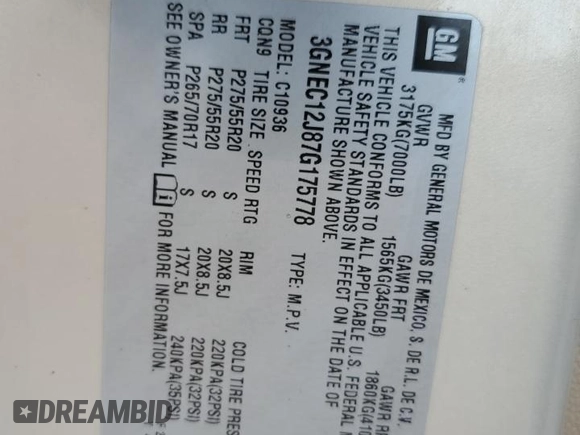 GM
MFD BY GENERAL MOTORS DE MEXICO, S. DE R.L. DE C.V.
GVWR GAWR FRT GAWR
3175KG(7000LB) 1565KG(3450LB)
THIS VEHICLE CONFORMS TO ALL APPLICABLE U.S. FEDERAL
VEHICLE SAFETY STANDARDS IN EFFECT ON THE DATE OF
MANUFACTURE SHOWN ABOVE.
3GNEC12J87G175778 TYPE: M.P.V.
MODEL: C10936
CQN9 TIRE SIZE SPEED RTG RIM COLD TIRE
FRT P275/55R20 S 20X8.5J 220KPA(32PSI)
RR P275/55R20 S 20X8.5J 220KPA(32PSI)
SPA P265/70R17 S 17X7.5J 240KPA(35PSI)
SEE OWNER'S MANUAL FOR MORE INFORMATION.
DREAMBID